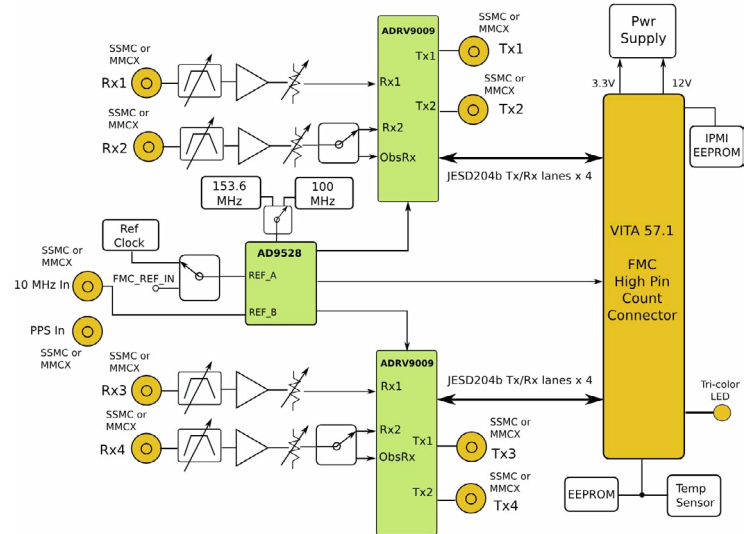 SSMC or
MMCX
Rx1
SSMC or
MMCX
Rx2
ADRV9009
Tx1
Rx1
Tx2
Rx2
ObsRx
SSMC or
MMCX
Tx1
SSMC or
MMCX
Tx2
JESD204b Tx/Rx lanes x 4
Pwr
Supply
3.3V
12V
IPMI
EEPROM
VITA 57.1
FMC
High Pin
Count
Connector
153.6
MHz
100
MHz
Ref
Clock
FMC_REF_IN
AD9528
REF_A
REF_B
SSMC or
MMCX
10 MHz In
PPS In
SSMC or
MMCX
SSMC or
MMCX
Rx3
SSMC or
MMCX
Rx4
ADRV9009
Rx1
Rx2
Tx1
ObsRx
Tx2
JESD204b Tx/Rx lanes x 4
SSMC or
MMCX
Tx3
SSMC or
MMCX
Tx4
Tri-color
LED
EEPROM
Temp
Sensor